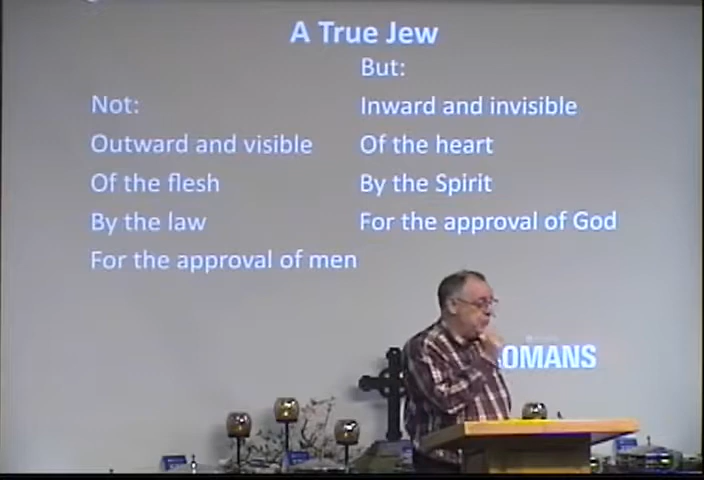 A True Jew
Not:
Outward and visible
Of the flesh
By the law
For the approval of men
But:
Inward and invisible
Of the heart
By the Spirit
For the approval of God
OMANS